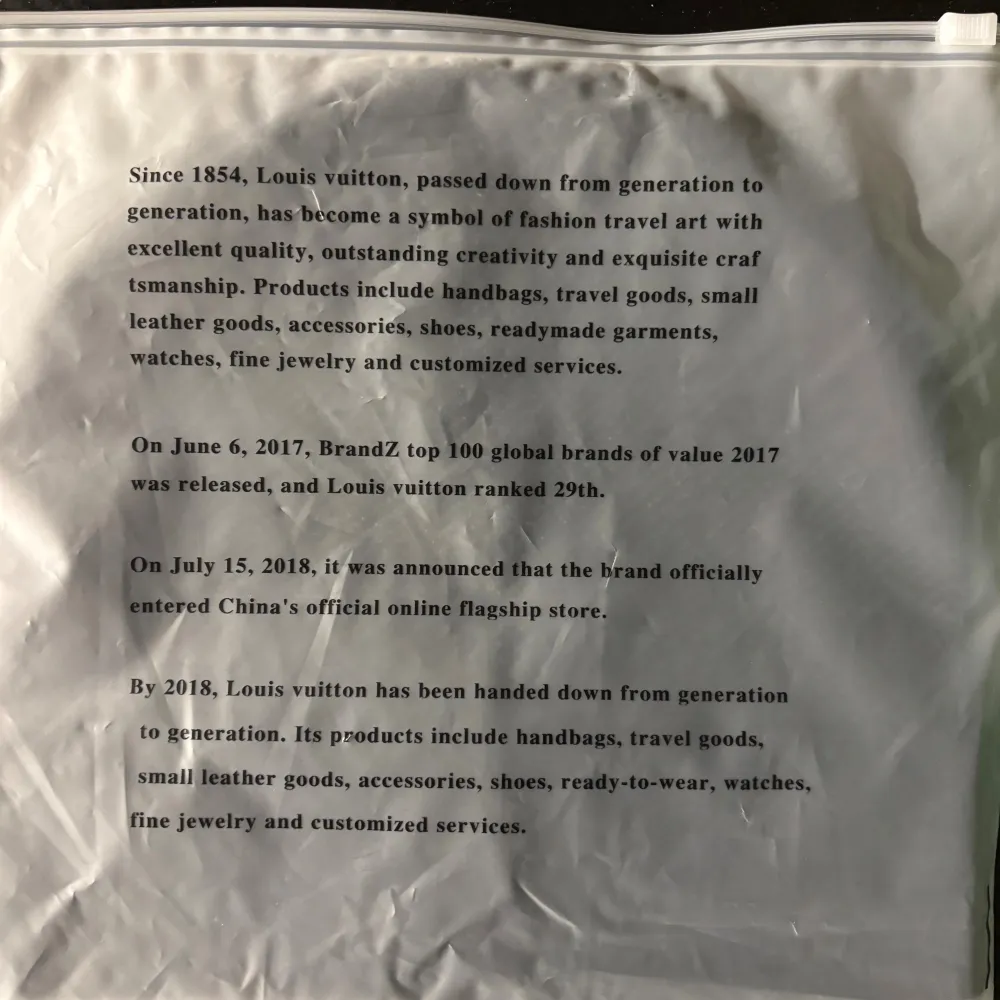 Since 1854, Louis vuitton, passed down from generation to
generation, has become a symbol of fashion travel art with
excellent quality, outstanding creativity and exquisite craf
tsmanship. Products include handbags, travel goods, small
leather goods, accessories, shoes, readymade garments,
watches, fine jewelry and customized services.
On June 6, 2017, BrandZ top 100 global brands of value 2017
was released, and Louis vuitton ranked 29th.
On July 15, 2018, it was announced that the brand officially
entered China's official online flagship store.
By 2018, Louis vuitton has been handed down from generation
to generation. Its products include handbags, travel goods,
small leather goods, accessories, shoes, ready-to-wear, watches,
fine jewelry and customized services.